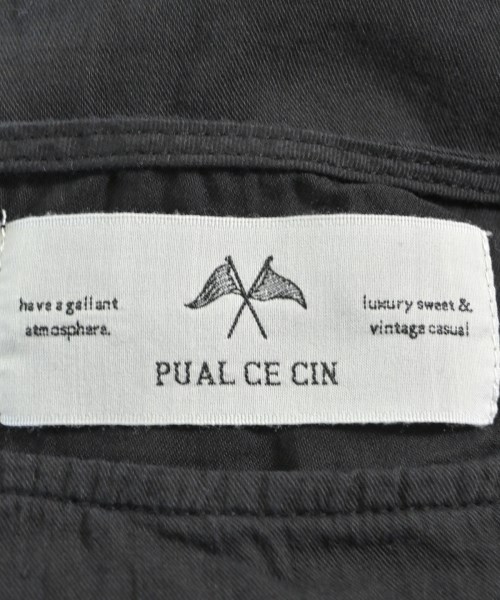 have a gallant
atmosphere.
luxury sweet &
vintage casual
PUAL CE CIN